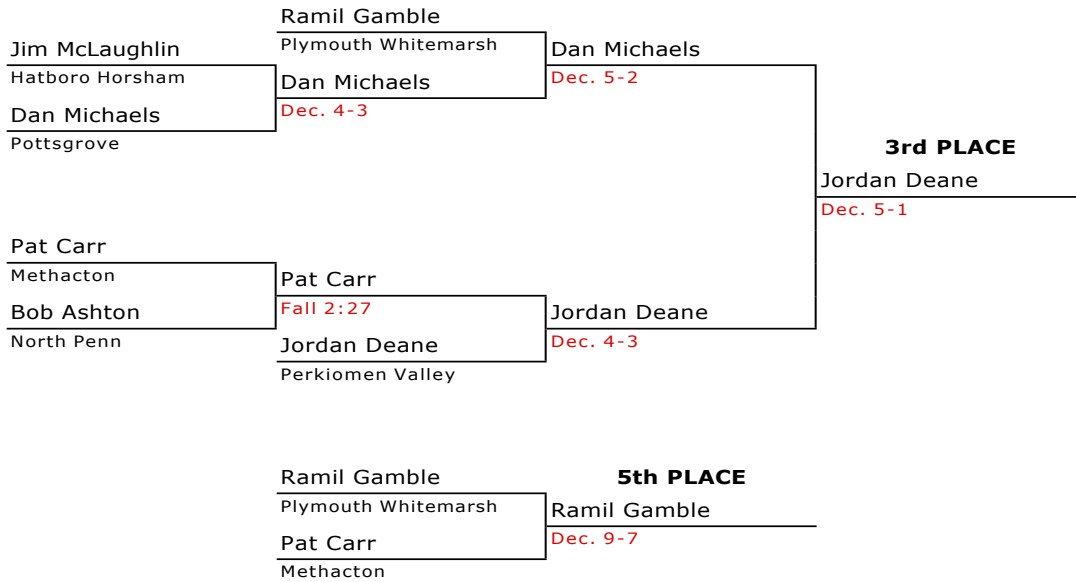 Ramil Gamble
Plymouth Whitemarsh
Jim McLaughlin
Hatboro Horsham
Dan Michaels
Dec. 5-2
Dan Michaels
Dec. 4-3
Dan Michaels
Pottsgrove
3rd PLACE
Jordan Deane
Dec. 5-1
Pat Carr
Methacton
Pat Carr
Fall 2:27
Bob Ashton
North Penn
Jordan Deane
Dec. 4-3
Jordan Deane
Perkiomen Valley
Ramil Gamble
Plymouth Whitemarsh
5th PLACE
Ramil Gamble
Dec. 9-7
Pat Carr
Methacton